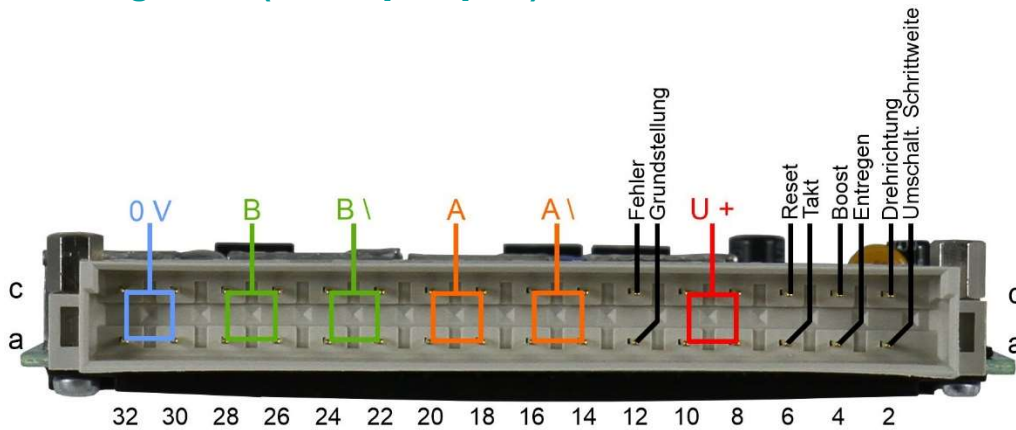 Fehler
Grundstellung
Reset
Takt
Boost
Entregen
Drehrichtung
Umschalt. Schrittweite
0 V
B
B \
A
A \
U +
c
a
32 30 28 26 24 22 20 18 16 14 12 10 8 6 4 2